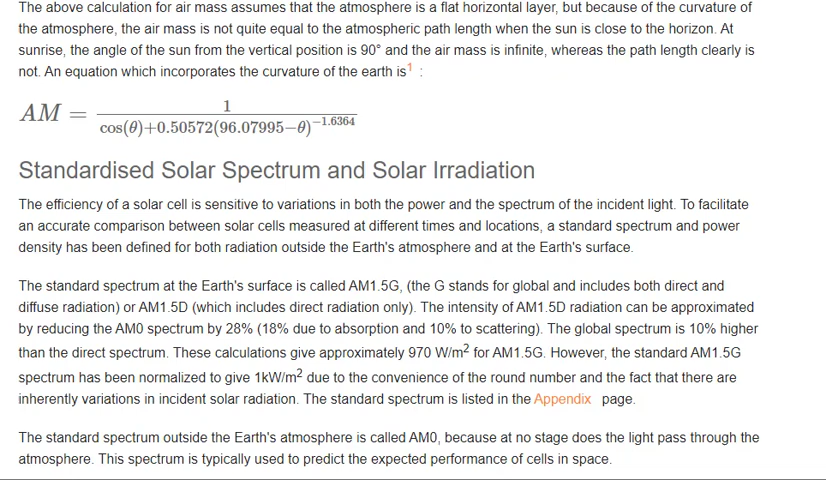 The above calculation for air mass assumes that the atmosphere is a flat horizontal layer, but because of the curvature of
the atmosphere, the air mass is not quite equal to the atmospheric path length when the sun is close to the horizon. At
sunrise, the angle of the sun from the vertical position is 90° and the air mass is infinite, whereas the path length clearly is
not. An equation which incorporates the curvature of the earth is¹ :
AM = 1 / cos(θ)+0.50572(96.07995−θ)^−1.6364
Standardised Solar Spectrum and Solar Irradiation
The efficiency of a solar cell is sensitive to variations in both the power and the spectrum of the incident light. To facilitate
an accurate comparison between solar cells measured at different times and locations, a standard spectrum and power
density has been defined for both radiation outside the Earth's atmosphere and at the Earth's surface.
The standard spectrum at the Earth's surface is called AM1.5G, (the G stands for global and includes both direct and
diffuse radiation) or AM1.5D (which includes direct radiation only). The intensity of AM1.5D radiation can be approximated
by reducing the AM0 spectrum by 28% (18% due to absorption and 10% to scattering). The global spectrum is 10% higher
than the direct spectrum. These calculations give approximately 970 W/m² for AM1.5G. However, the standard AM1.5G
spectrum has been normalized to give 1kW/m² due to the convenience of the round number and the fact that there are
inherently variations in incident solar radiation. The standard spectrum is listed in the Appendix page.
The standard spectrum outside the Earth's atmosphere is called AM0, because at no stage does the light pass through the
atmosphere. This spectrum is typically used to predict the expected performance of cells in space.